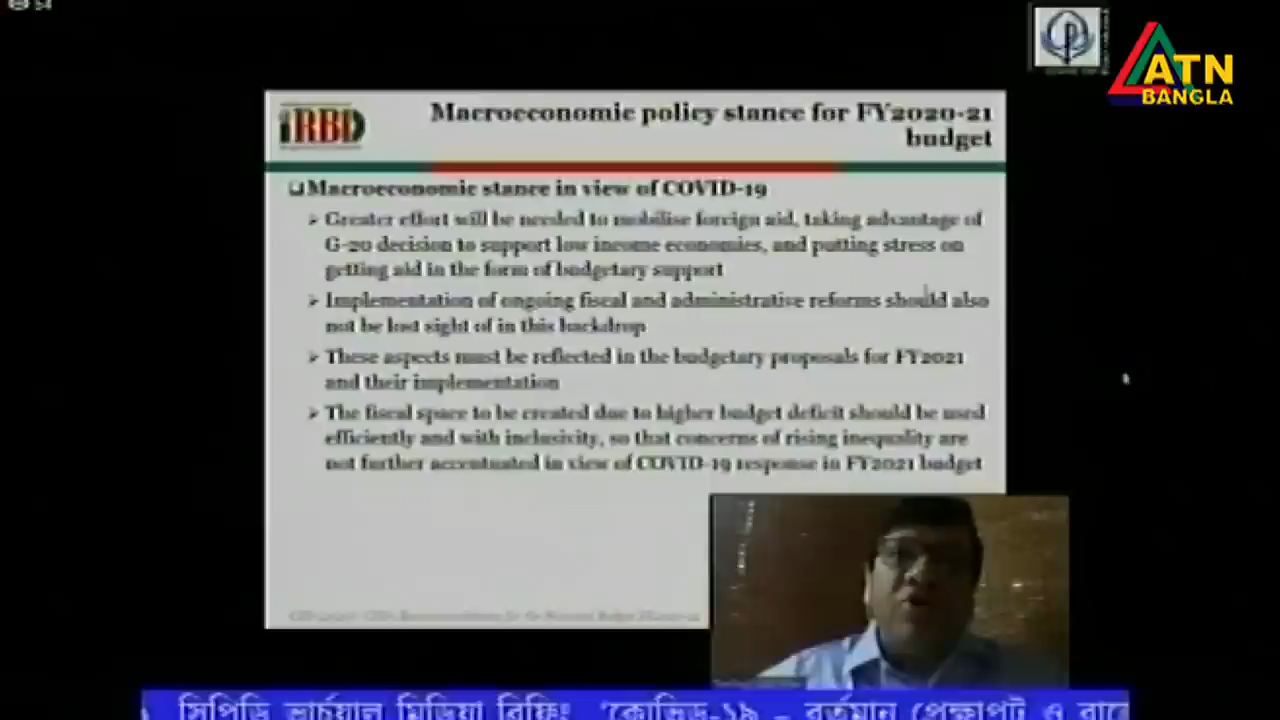 ATN
BANGLA
iRBD
Macroeconomic policy stance for FY2020-21
budget
❑Macroeconomic stance in view of COVID-19
➢ Greater effort will be needed to mobilise foreign aid, taking advantage of
G-20 decision to support low income economies, and putting stress on
getting aid in the form of budgetary support
➢ Implementation of ongoing fiscal and administrative reforms should also
not be lost sight of in this backdrop
➢ These aspects must be reflected in the budgetary proposals for FY2021
and their implementation
➢ The fiscal space to be created due to higher budget deficit should be used
efficiently and with inclusivity, so that concerns of rising inequality are
not further accentuated in view of COVID-19 response in FY2021 budget
সিপিডি ভার্চুয়াল মিডিয়া ব্রিফিং 'কোভিড-১৯ – বর্তমান প্রেক্ষাপট ও